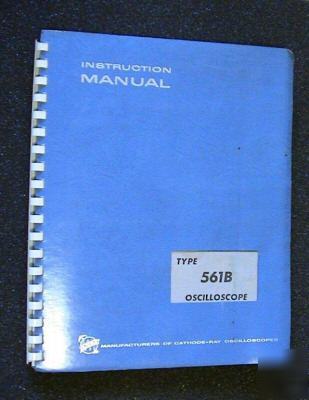 INSTRUCTION
MANUAL
TYPE
561B
OSCILLOSCOPE
MANUFACTURERS OF CATHODE-RAY OSCILLOSCOPES